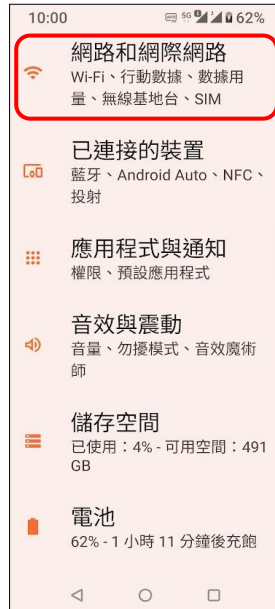 10:00 5G 62%
網路和網際網路
Wi-Fi、行動數據、數據用
量、無線基地台、SIM
已連接的裝置
藍牙、Android Auto、NFC、
投射
應用程式與通知
權限、預設應用程式
音效與震動
音量、勿擾模式、音效魔術
師
儲存空間
已使用：4% - 可用空間：491
GB
電池
62% - 1 小時 11 分鐘後充飽